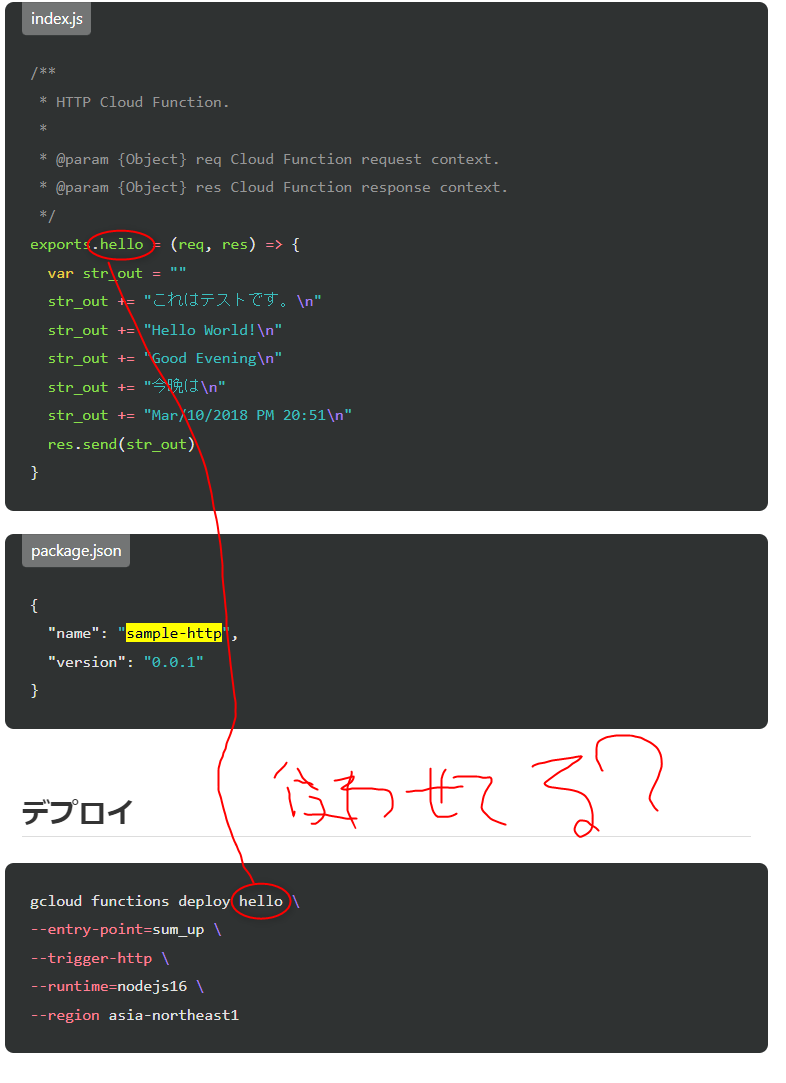 index.js
/**
 * HTTP Cloud Function.
 *
 * @param {Object} req Cloud Function request context.
 * @param {Object} res Cloud Function response context.
 */
exports.hello = (req, res) => {
  var str_out = ""
  str_out += "これはテストです。\n"
  str_out += "Hello World!\n"
  str_out += "Good Evening\n"
  str_out += "今晩は\n"
  str_out += "Mar/10/2018 PM 20:51\n"
  res.send(str_out)
}
package.json
{
  "name": "sample-http",
  "version": "0.0.1"
}
合わせてる?
デプロイ
gcloud functions deploy hello \
--entry-point=sum_up \
--trigger-http \
--runtime=nodejs16 \
--region asia-northeast1